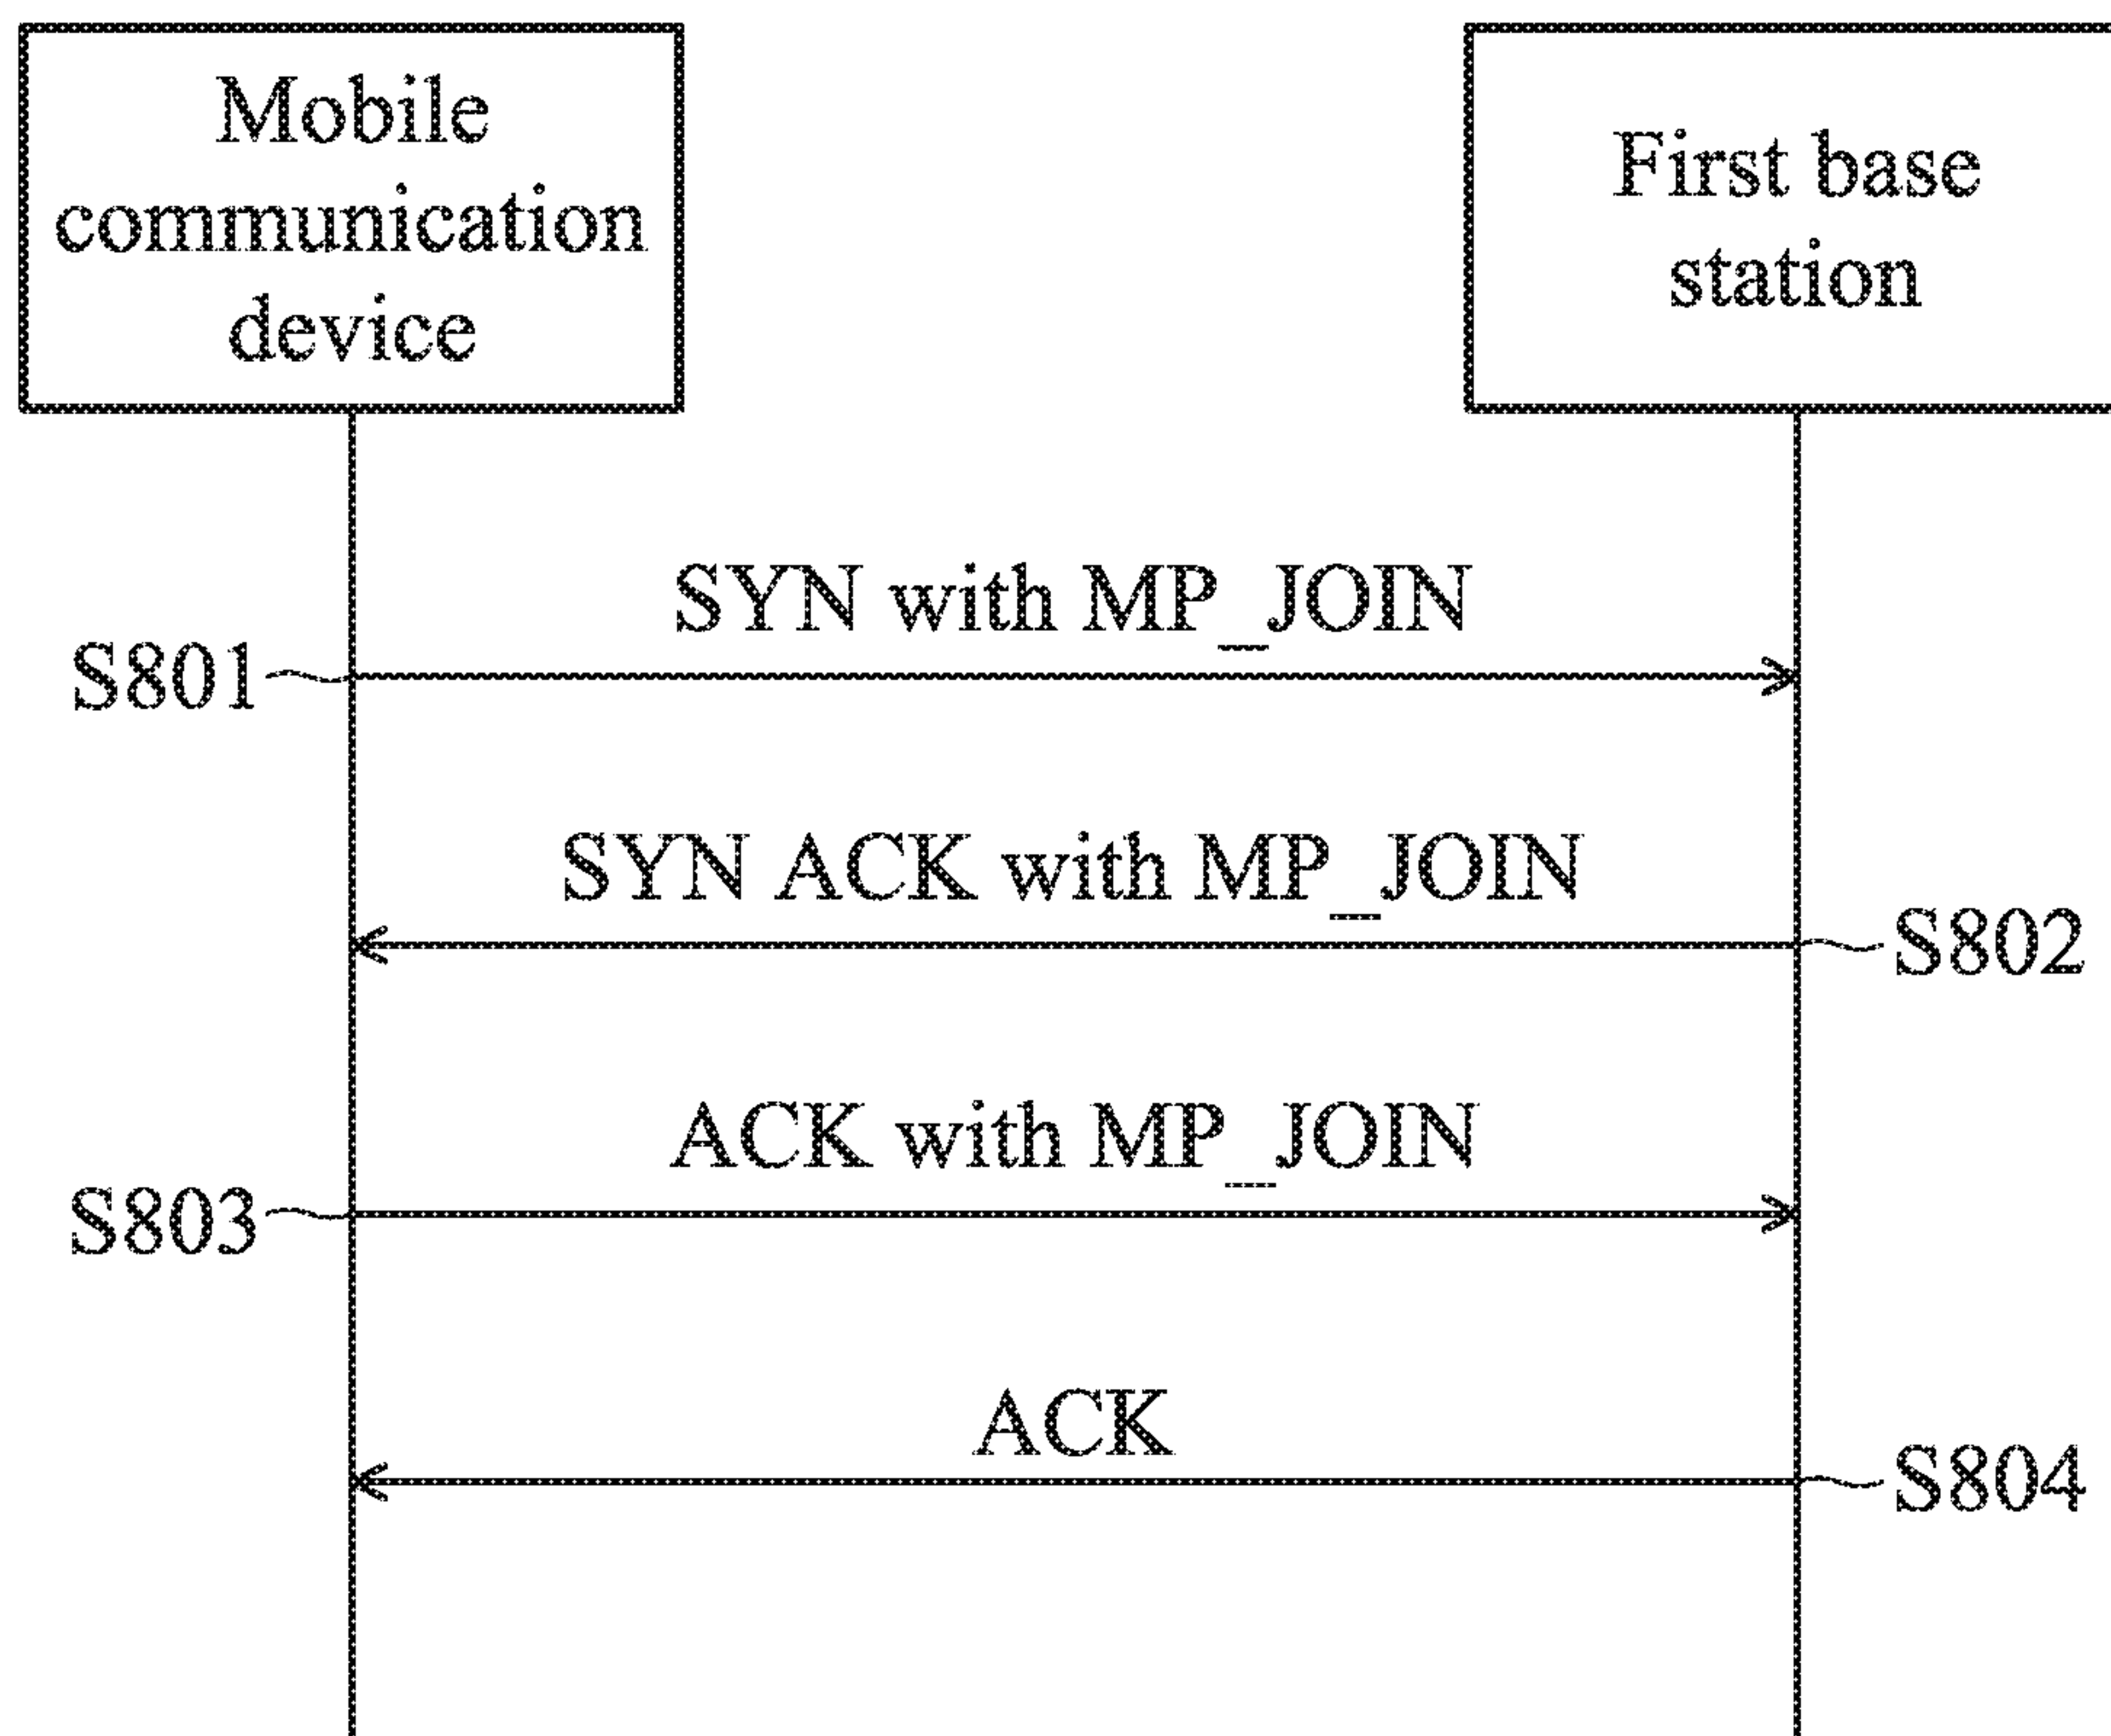 Mobile
communication
device
First base
station
SYN with MP_JOIN
S801
SYN ACK with MP_JOIN
S802
ACK with MP_JOIN
S803
ACK
S804